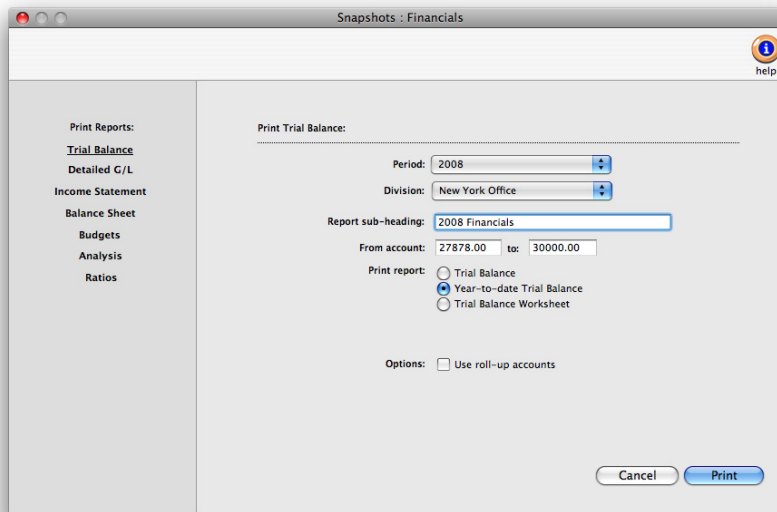 Snapshots : Financials
help
Print Reports:
Trial Balance
Detailed G/L
Income Statement
Balance Sheet
Budgets
Analysis
Ratios
Print Trial Balance:
Period: 2008
Division: New York Office
Report sub-heading: 2008 Financials
From account: 27878.00 to: 30000.00
Print report: Trial Balance
Year-to-date Trial Balance
Trial Balance Worksheet
Options: Use roll-up accounts
Cancel Print